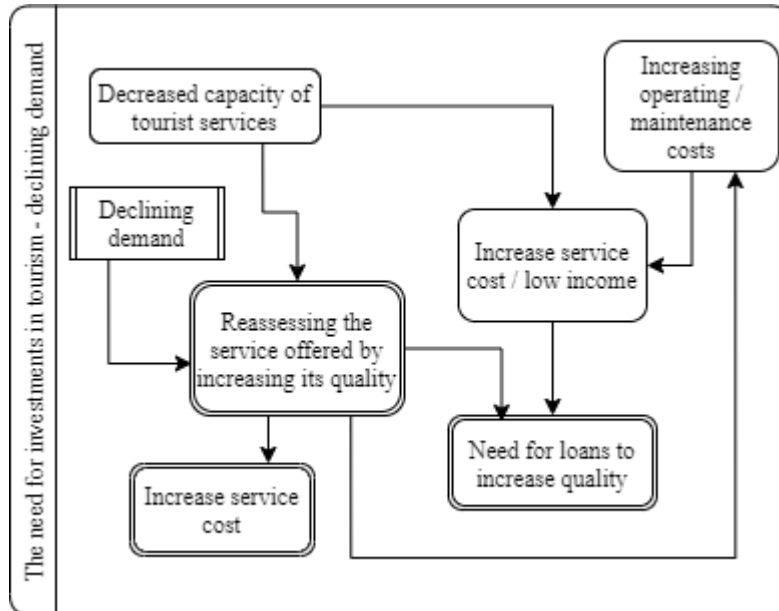 The need for investments in tourism - declining demand
Decreased capacity of
tourist services
Increasing
operating /
maintenance
costs
Declining
demand
Increase service
cost / low income
Reassessing the
service offered by
increasing its quality
Need for loans to
increase quality
Increase service
cost